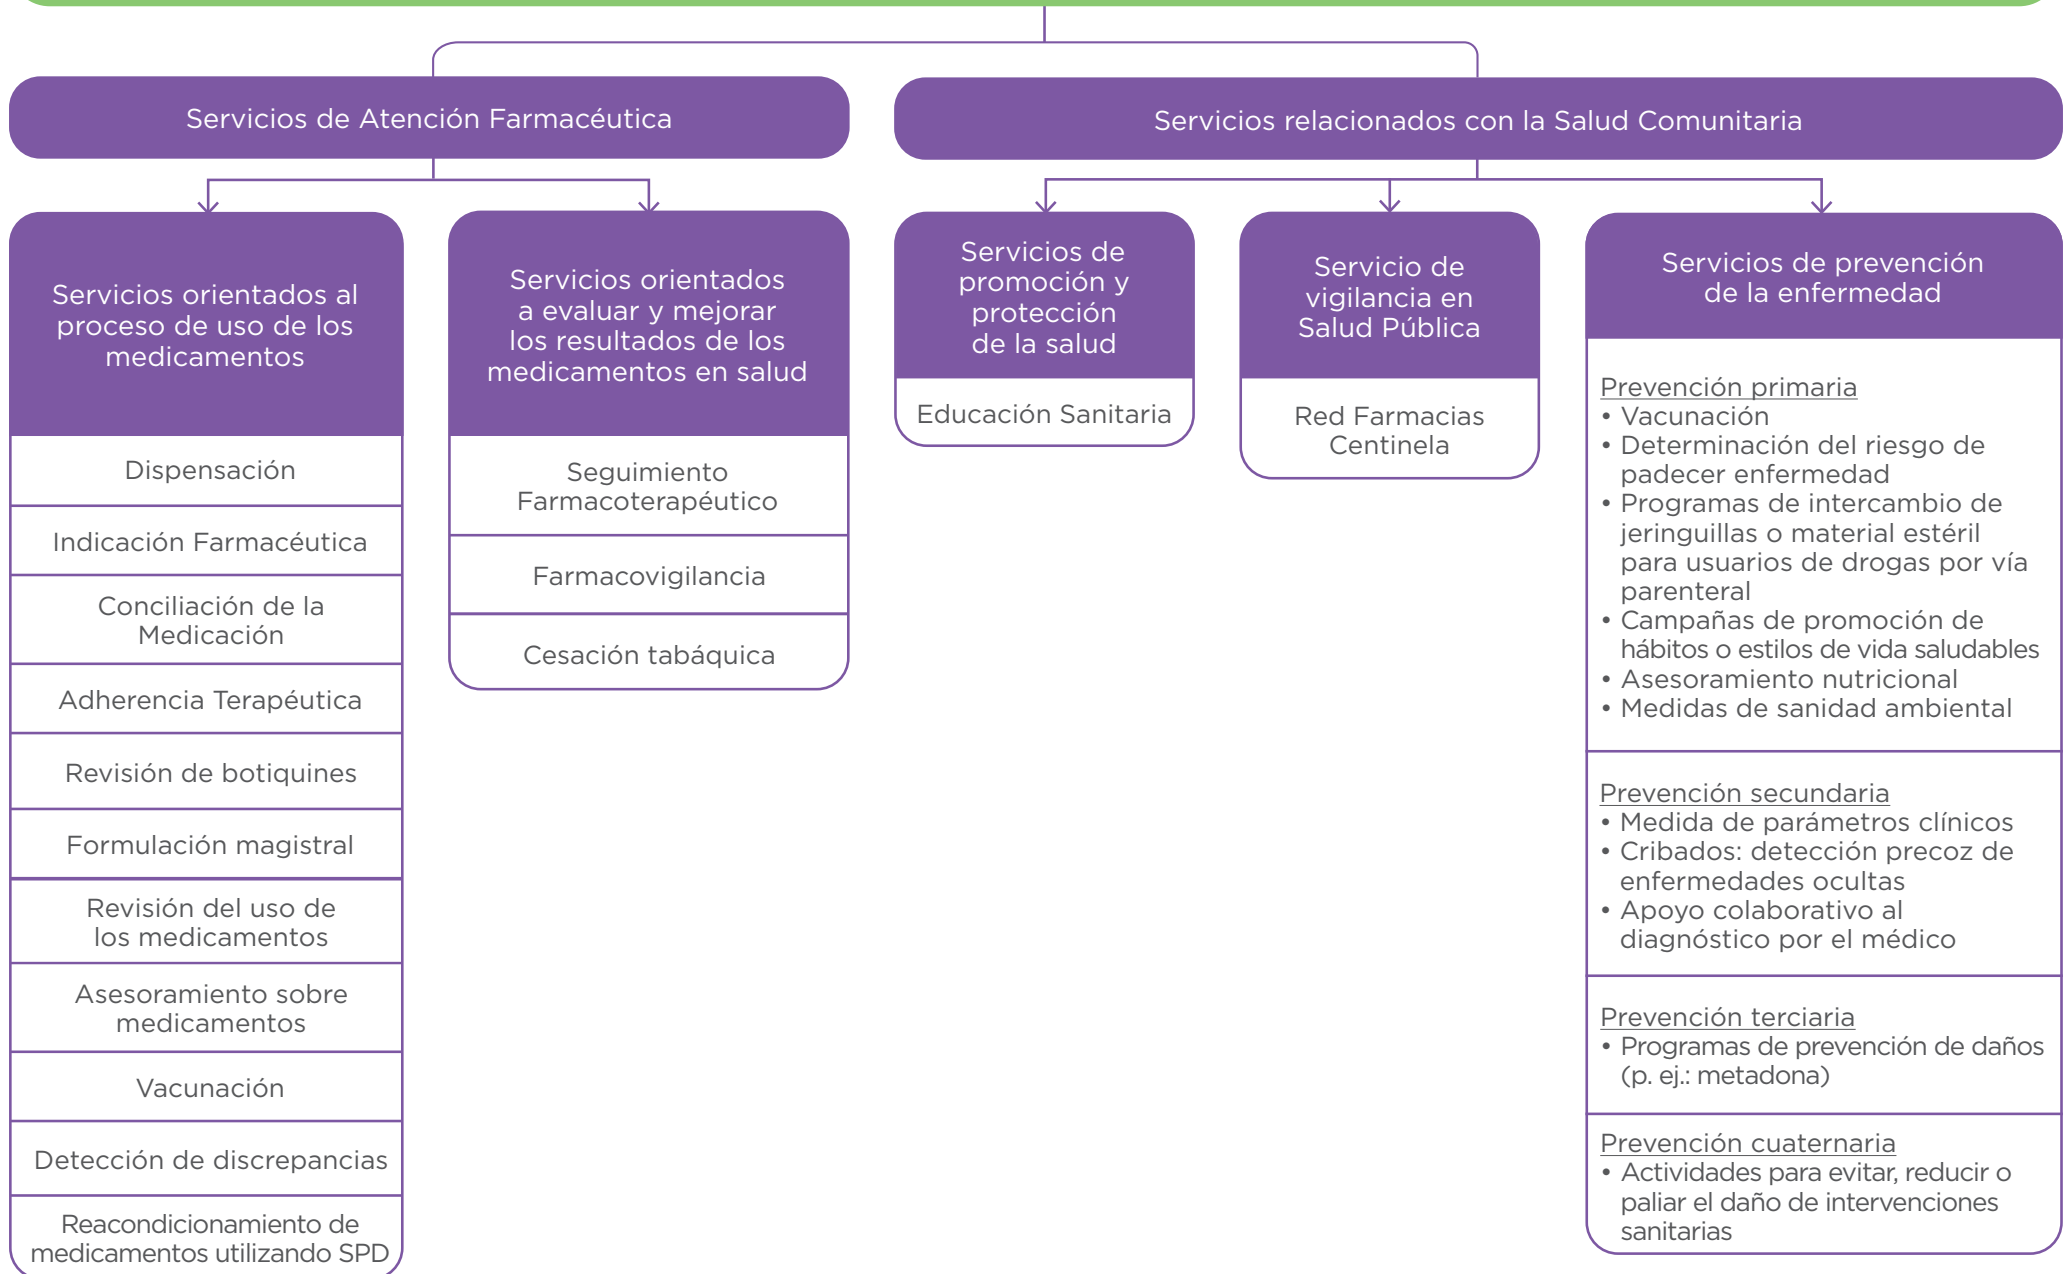 Servicios de Atención Farmacéutica
Servicios relacionados con la Salud Comunitaria
Servicios orientados al
proceso de uso de los
medicamentos
Dispensación
Indicación Farmacéutica
Conciliación de la
Medicación
Adherencia Terapéutica
Revisión de botiquines
Formulación magistral
Revisión del uso de
los medicamentos
Asesoramiento sobre
medicamentos
Vacunación
Detección de discrepancias
Reacondicionamiento de
medicamentos utilizando SPD
Servicios orientados
a evaluar y mejorar
los resultados de los
medicamentos en salud
Seguimiento
Farmacoterapéutico
Farmacovigilancia
Cesación tabáquica
Servicios de
promoción y
protección
de la salud
Educación Sanitaria
Servicio de
vigilancia en
Salud Pública
Red Farmacias
Centinela
Servicios de prevención
de la enfermedad
Prevención primaria
• Vacunación
• Determinación del riesgo de
padecer enfermedad
• Programas de intercambio de
jeringuillas o material estéril
para usuarios de drogas por vía
parenteral
• Campañas de promoción de
hábitos o estilos de vida saludables
• Asesoramiento nutricional
• Medidas de sanidad ambiental
Prevención secundaria
• Medida de parámetros clínicos
• Cribados: detección precoz de
enfermedades ocultas
• Apoyo colaborativo al
diagnóstico por el médico
Prevención terciaria
• Programas de prevención de daños
(p. ej.: metadona)
Prevención cuaternaria
• Actividades para evitar, reducir o
paliar el daño de intervenciones
sanitarias